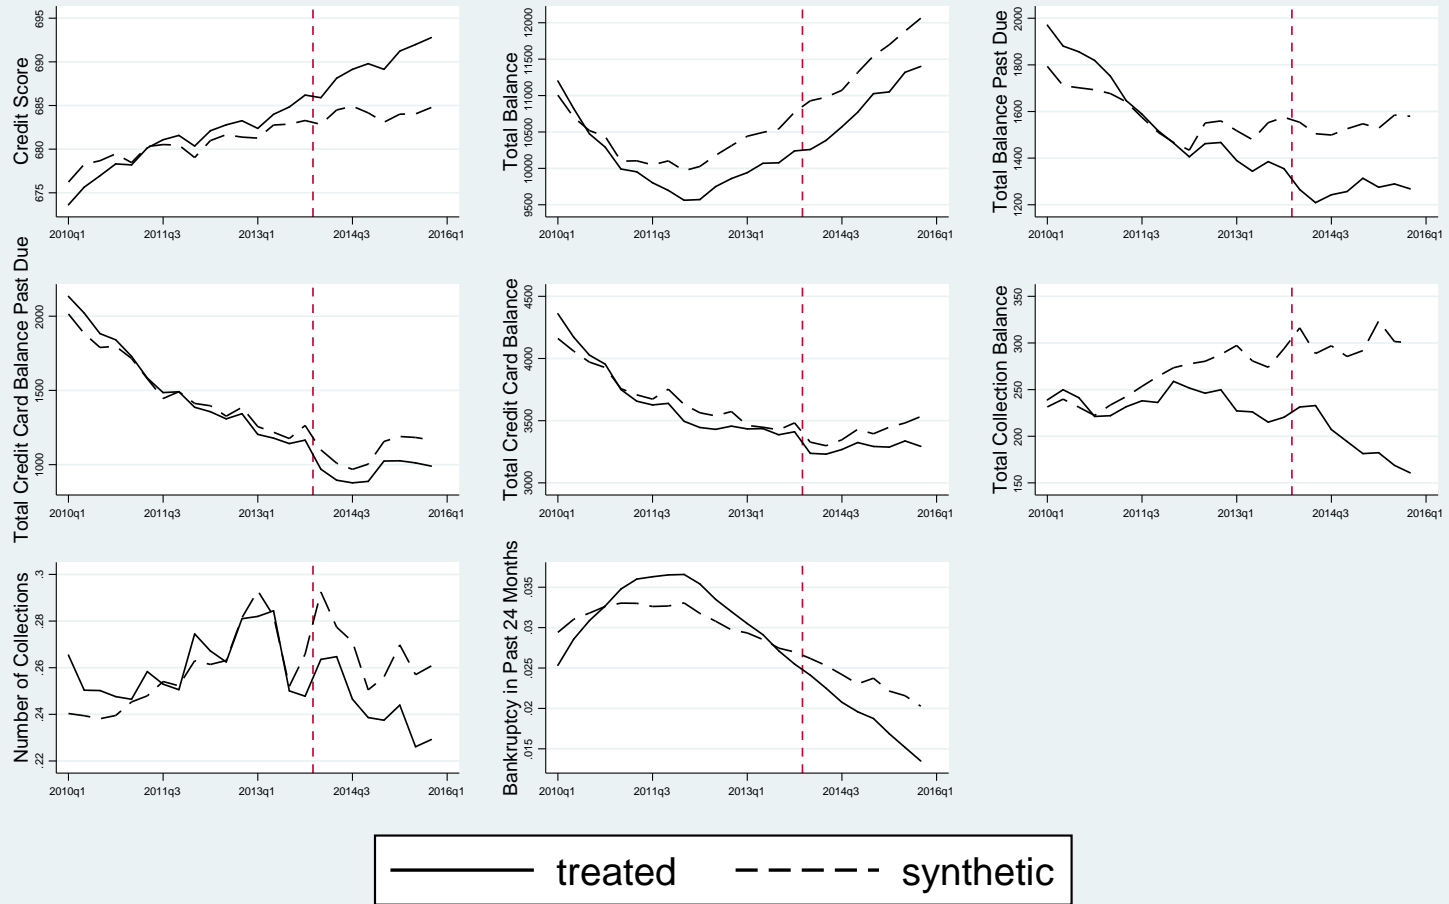 Credit Score
695
690
685
680
675
2010q1 2011q3 2013q1 2014q3 2016q1
Total Balance
12000
11500
11000
10500
10000
9500
2010q1 2011q3 2013q1 2014q3 2016q1
Total Balance Past Due
2000
1800
1600
1400
1200
2010q1 2011q3 2013q1 2014q3 2016q1
Total Credit Card Balance Past Due
2000
1500
1000
2010q1 2011q3 2013q1 2014q3 2016q1
Total Credit Card Balance
4500
4000
3500
3000
2010q1 2011q3 2013q1 2014q3 2016q1
Total Collection Balance
350
300
250
200
150
2010q1 2011q3 2013q1 2014q3 2016q1
Number of Collections
.3
.28
.26
.24
.22
2010q1 2011q3 2013q1 2014q3 2016q1
Bankruptcy in Past 24 Months
.035
.03
.025
.02
.015
2010q1 2011q3 2013q1 2014q3 2016q1
treated synthetic